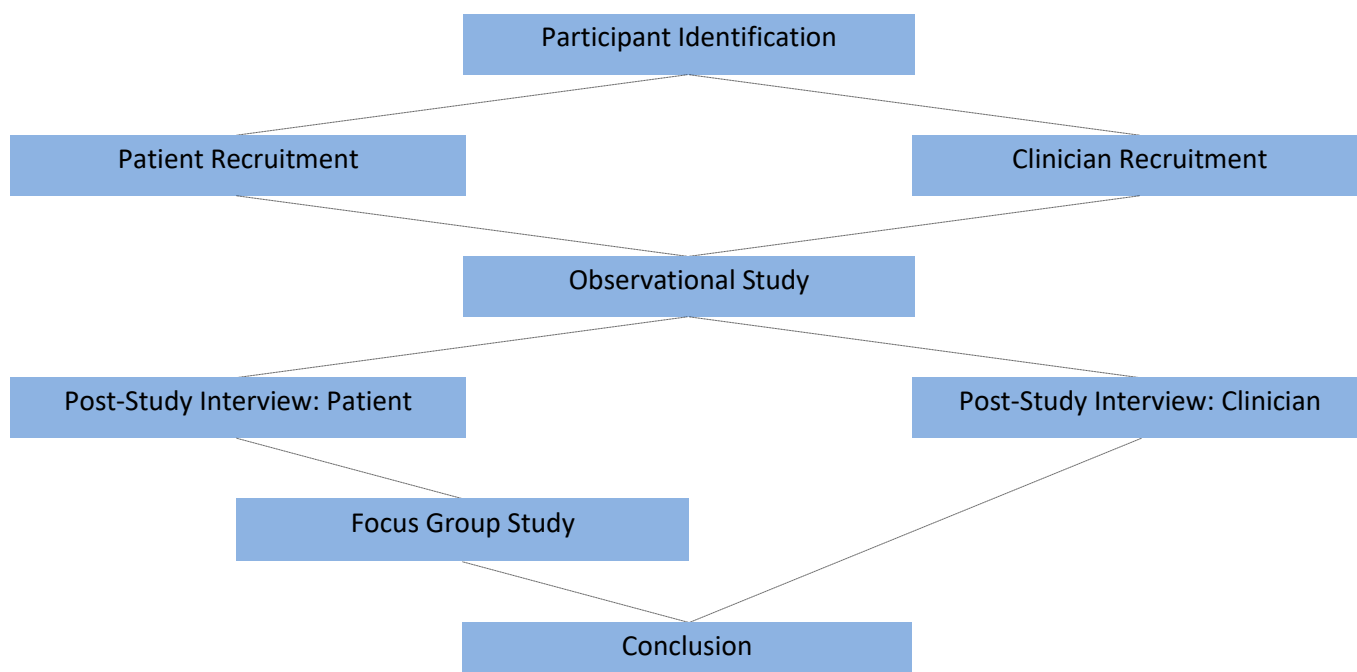 Participant Identification
Patient Recruitment
Clinician Recruitment
Observational Study
Post-Study Interview: Patient
Post-Study Interview: Clinician
Focus Group Study
Conclusion